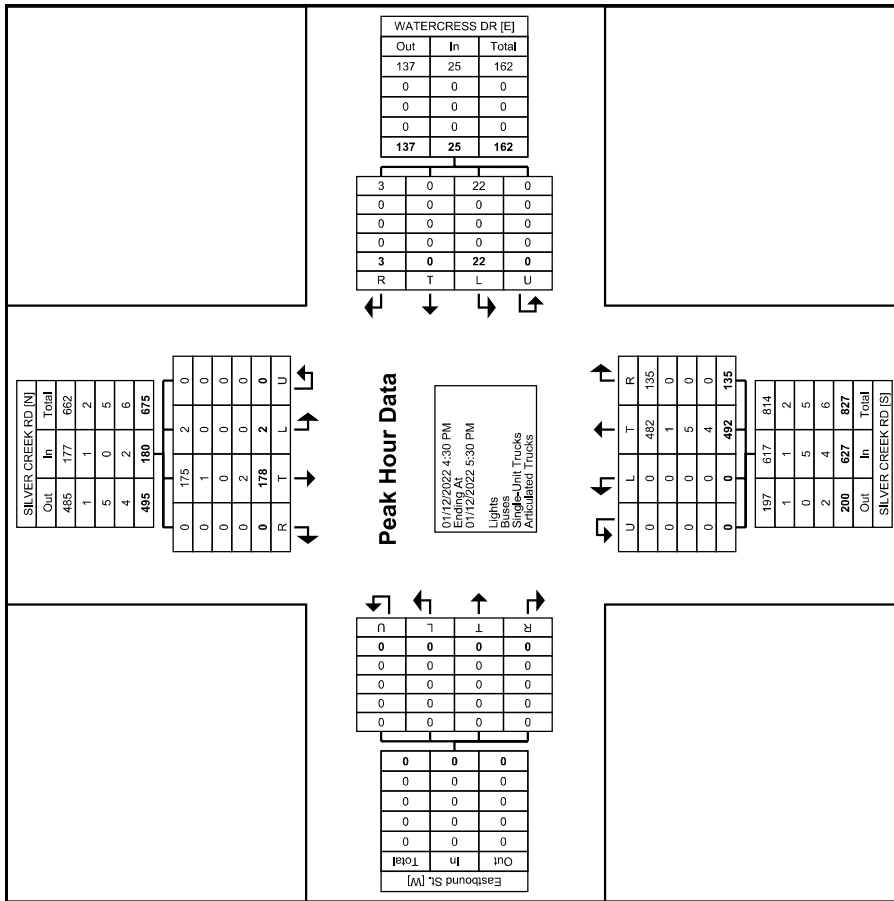 WATERCRESS DR [E]
Out In Total
137 25 162
0 0 0
0 0 0
0 0 0
137 25 162
3 0 22 0
0 0 0 0
0 0 0 0
0 0 0 0
3 0 22 0
R T L U
SILVER CREEK RD [N]
Out In Total
485 177 662
1 1 2
5 0 5
4 2 6
495 180 675
0 175 2 0
0 1 0 0
0 0 0 0
0 2 0 0
0 178 2 0
R T L U
Peak Hour Data
01/12/2022 4:30 PM
Ending At
01/12/2022 5:30 PM
Lights
Buses
Single-Unit Trucks
Articulated Trucks
U L T R
0 0 482 135
0 0 1 0
0 0 5 0
0 0 4 0
0 0 492 135
197 617 814
1 1 2
0 5 5
2 4 6
200 627 827
Out In Total
SILVER CREEK RD [S]
U L T R
0 0 0 0
0 0 0 0
0 0 0 0
0 0 0 0
0 0 0 0
0 0 0
0 0 0
0 0 0
0 0 0
0 0 0
Total In Out
Eastbound St. [W]